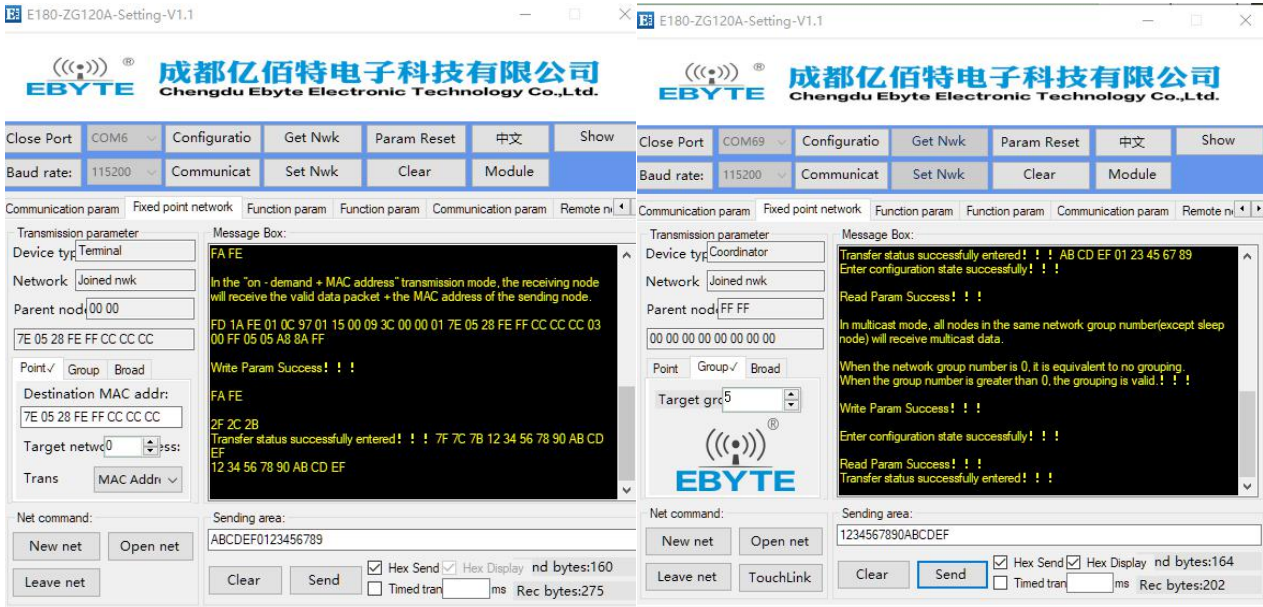 E180-ZG120A-Setting-V1.1
EBYTE ®
成都亿佰特电子科技有限公司
Chengdu Ebyte Electronic Technology Co.,Ltd.
Close Port COM6 Configuratio Get Nwk Param Reset 中文 Show
Baud rate: 115200 Communicat Set Nwk Clear Module
Communication param Fixed point network Function param Function param Communication param Remote n
Transmission parameter
Device typ Terminal
Network Joined nwk
Parent nod 00 00
7E 05 28 FE FF CC CC CC
Point√ Group Broad
Destination MAC addr:
7E 05 28 FE FF CC CC CC
Target netwo 0 ess:
Trans MAC Addr
Message Box:
FA FE
In the "on - demand + MAC address" transmission mode, the receiving node
will receive the valid data packet + the MAC address of the sending node.
FD 1A FE 01 0C 97 01 15 00 09 3C 00 00 01 7E 05 28 FE FF CC CC CC 03
00 FF 05 05 A8 8A FF
Write Param Success！！！
FA FE
2F 2C 2B
Transfer status successfully entered！！！ 7F 7C 7B 12 34 56 78 90 AB CD
EF
12 34 56 78 90 AB CD EF
Net command:
New net Open net
Leave net
Sending area:
ABCDEF0123456789
Clear Send
Hex Send Hex Display nd bytes:160
Timed tran ms Rec bytes:275
E180-ZG120A-Setting-V1.1
EBYTE ®
成都亿佰特电子科技有限公司
Chengdu Ebyte Electronic Technology Co.,Ltd.
Close Port COM69 Configuratio Get Nwk Param Reset 中文 Show
Baud rate: 115200 Communicat Set Nwk Clear Module
Communication param Fixed point network Function param Function param Communication param Remote n
Transmission parameter
Device typ Coordinator
Network Joined nwk
Parent nod FF FF
00 00 00 00 00 00 00 00
Point Group√ Broad
Target gro 5
EBYTE ®
Message Box:
Transfer status successfully entered！！！ AB CD EF 01 23 45 67 89
Enter configuration state successfully！！！
Read Param Success！！！
In multicast mode, all nodes in the same network group number(except sleep
node) will receive multicast data.
When the network group number is 0, it is equivalent to no grouping.
When the group number is greater than 0, the grouping is valid.！！！
Write Param Success！！！
Enter configuration state successfully！！！
Read Param Success！！！
Transfer status successfully entered！！！
Net command:
New net Open net
Leave net TouchLink
Sending area:
1234567890ABCDEF
Clear Send
Hex Send Hex Display nd bytes:164
Timed tran ms Rec bytes:202